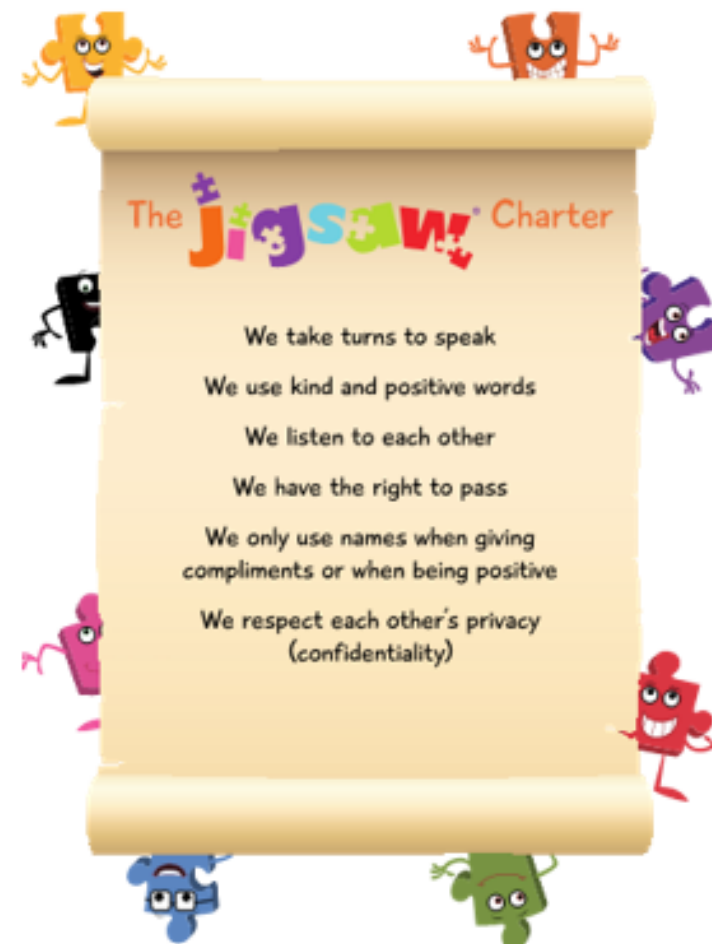 The jigsaw® Charter
We take turns to speak
We use kind and positive words
We listen to each other
We have the right to pass
We only use names when giving
compliments or when being positive
We respect each other's privacy
(confidentiality)